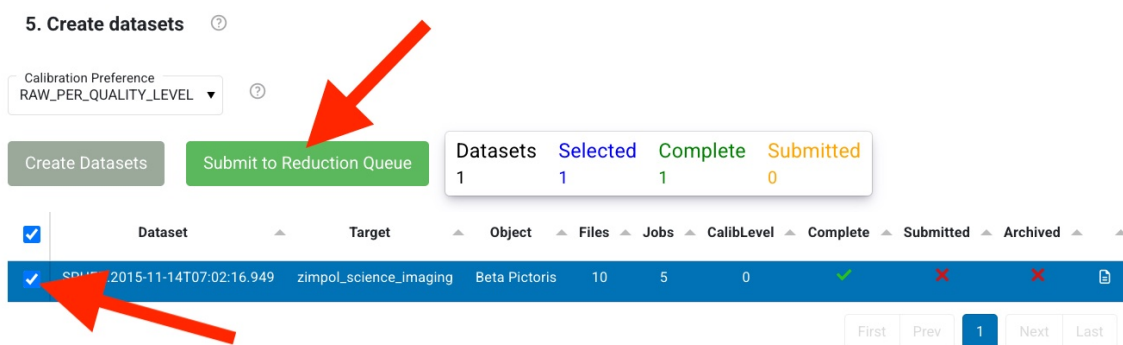 5. Create datasets ?
Calibration Preference
RAW_PER_QUALITY_LEVEL ▼ ?
Create Datasets Submit to Reduction Queue
Datasets Selected Complete Submitted
1 1 1 0
Dataset Target Object Files Jobs CalibLevel Complete Submitted Archived
2015-11-14T07:02:16.949 zimpol_science_imaging Beta Pictoris 10 5 0
First Prev 1 Next Last